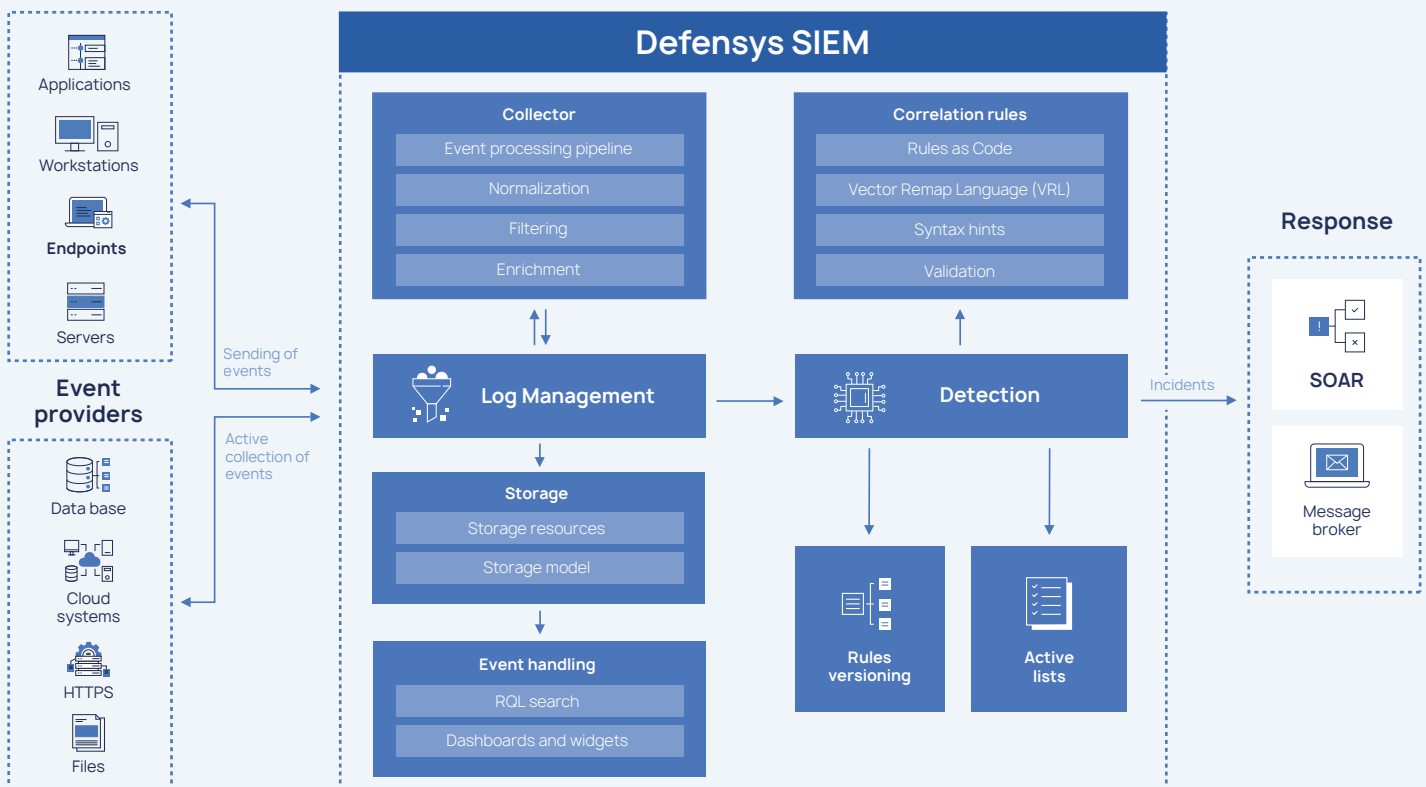 Defensys SIEM
Applications
Workstations
Endpoints
Servers
Event
providers
Data base
Cloud
systems
HTTPS
Files
Sending of
events
Active
collection of
events
Collector
Event processing pipeline
Normalization
Filtering
Enrichment
Log Management
Storage
Storage resources
Storage model
Event handling
RQL search
Dashboards and widgets
Correlation rules
Rules as Code
Vector Remap Language (VRL)
Syntax hints
Validation
Detection
Rules
versioning
Active
lists
Incidents
Response
SOAR
Message
broker